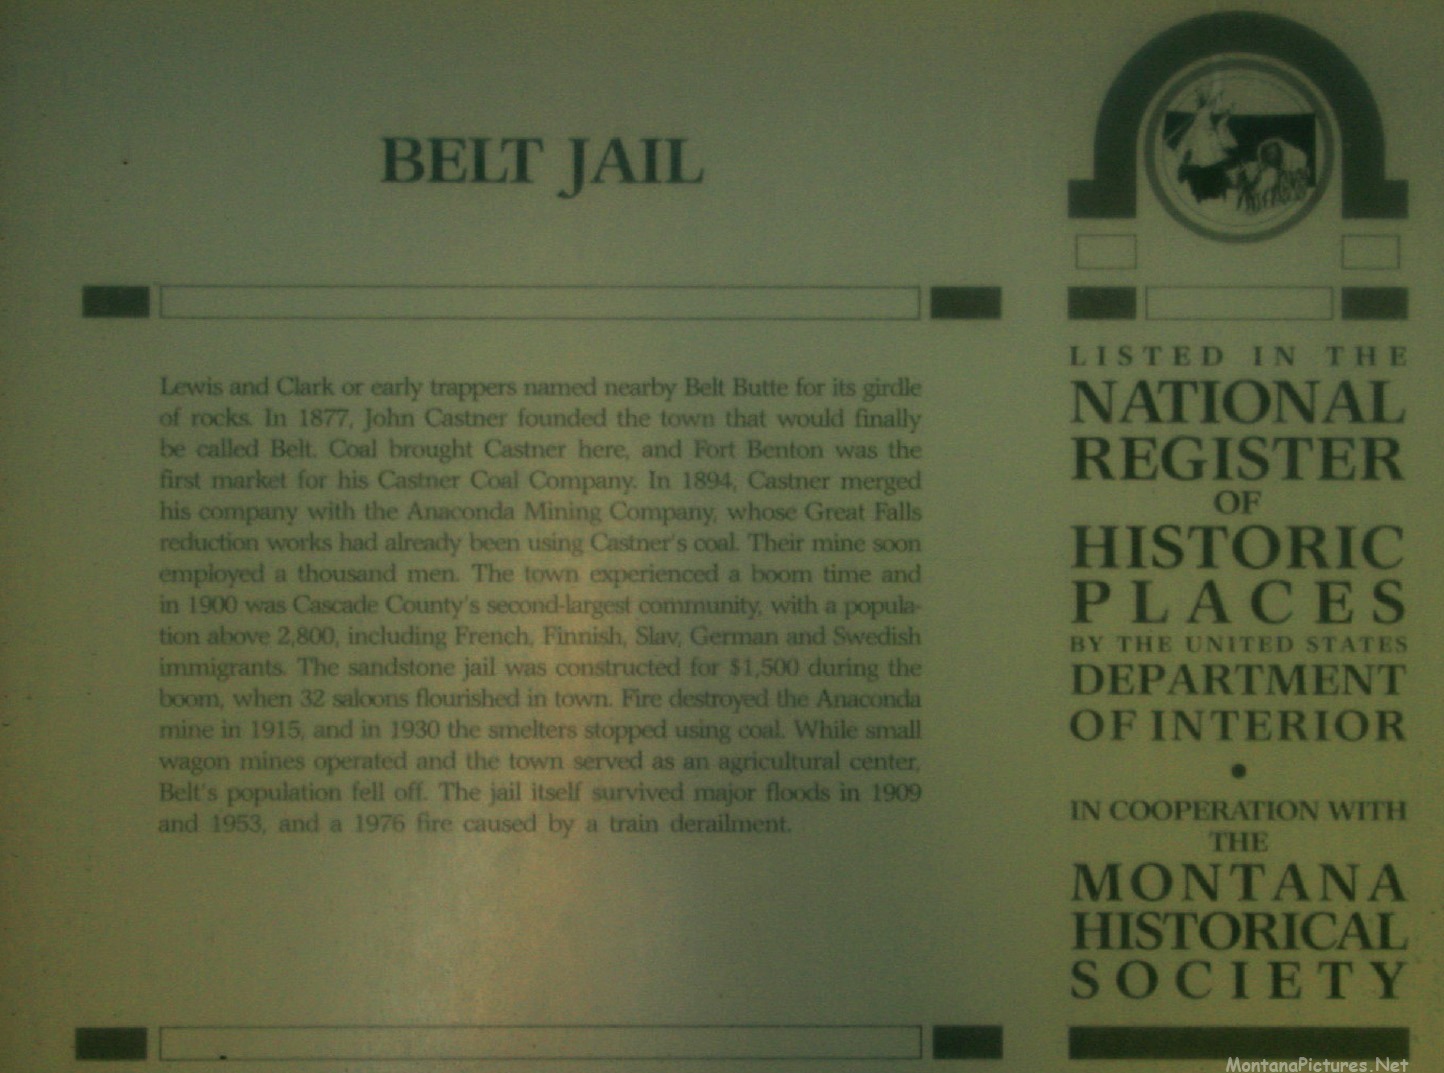 BELT JAIL
Lewis and Clark or early trappers named nearby Belt Butte for its girdle
of rocks. In 1877, John Castner founded the town that would finally
be called Belt. Coal brought Castner here, and Fort Benton was the
first market for his Castner Coal Company. In 1894, Castner merged
his company with the Anaconda Mining Company, whose Great Falls
reduction works had already been using Castner's coal. Their mine soon
employed a thousand men. The town experienced a boom time and
in 1900 was Cascade County's second-largest community, with a popula-
tion above 2,800, including French, Finnish, Slav, German and Swedish
immigrants. The sandstone jail was constructed for $1,500 during the
boom, when 32 saloons flourished in town. Fire destroyed the Anaconda
mine in 1915, and in 1930 the smelters stopped using coal. While small
wagon mines operated and the town served as an agricultural center,
Belt's population fell off. The jail itself survived major floods in 1909
and 1953, and a 1976 fire caused by a train derailment.
LISTED IN THE
NATIONAL
REGISTER
OF
HISTORIC
PLACES
BY THE UNITED STATES
DEPARTMENT
OF INTERIOR
•
IN COOPERATION WITH
THE
MONTANA
HISTORICAL
SOCIETY
MontanaPictures.Net